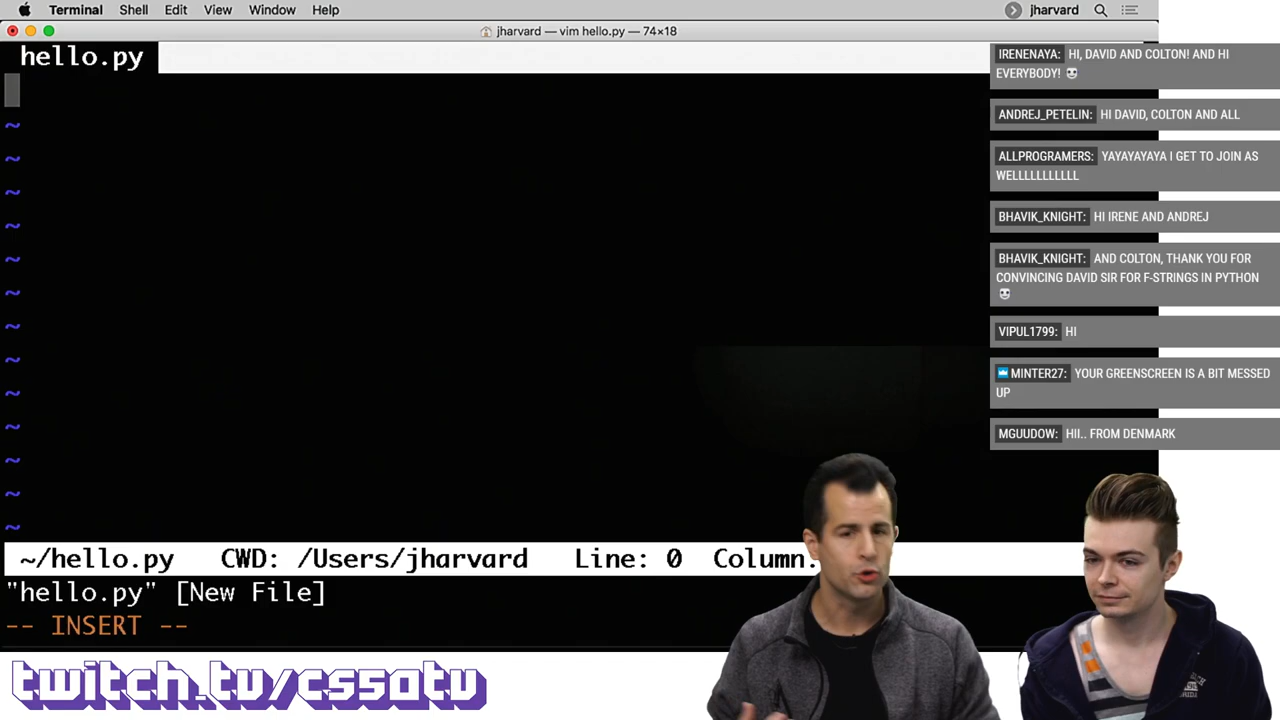 Terminal Shell Edit View Window Help jharvard
jharvard — vim hello.py — 74×18
hello.py
~
~
~
~
~
~
~
~
~
~
~
~
~
~/hello.py CWD: /Users/jharvard Line: 0 Column:
"hello.py" [New File]
-- INSERT --
IRENENAYA: HI, DAVID AND COLTON! AND HI
EVERYBODY!
ANDREJ_PETELIN: HI DAVID, COLTON AND ALL
ALLPROGRAMERS: YAYAYAYAYA I GET TO JOIN AS
WELLLLLLLLLL
BHAVIK_KNIGHT: HI IRENE AND ANDREJ
BHAVIK_KNIGHT: AND COLTON, THANK YOU FOR
CONVINCING DAVID SIR FOR F-STRINGS IN PYTHON
VIPUL1799: HI
MINTER27: YOUR GREENSCREEN IS A BIT MESSED
UP
MGUUDOW: HII.. FROM DENMARK
twitch.tv/cs50tv